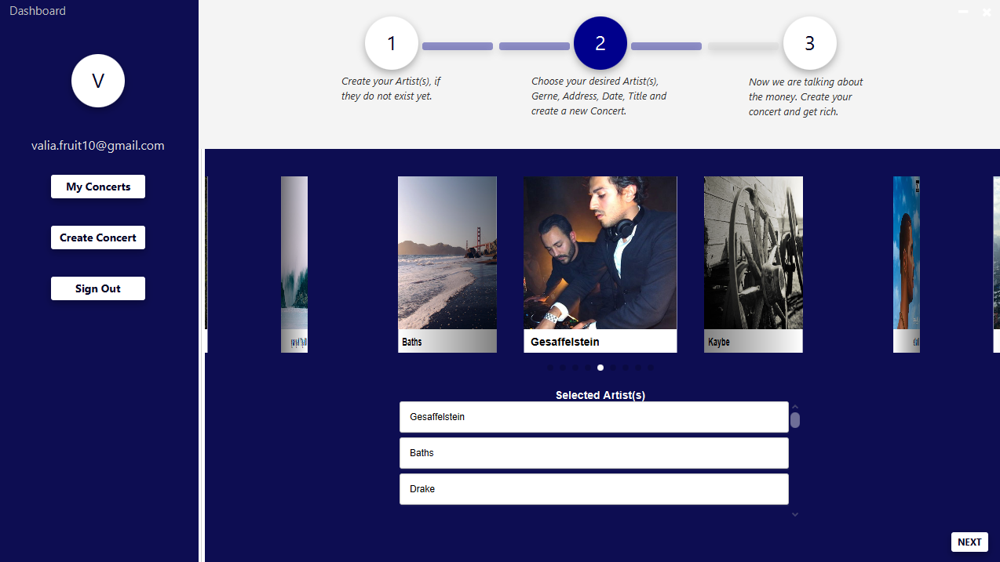 Dashboard
V
valia.fruit10@gmail.com
My Concerts
Create Concert
Sign Out
1
2
3
Create your Artist(s), if
they do not exist yet.
Choose your desired Artist(s),
Gerne, Address, Date, Title and
create a new Concert.
Now we are talking about
the money. Create your
concert and get rich.
Baths
Gesaffelstein
Kaybe
Selected Artist(s)
Gesaffelstein
Baths
Drake
NEXT